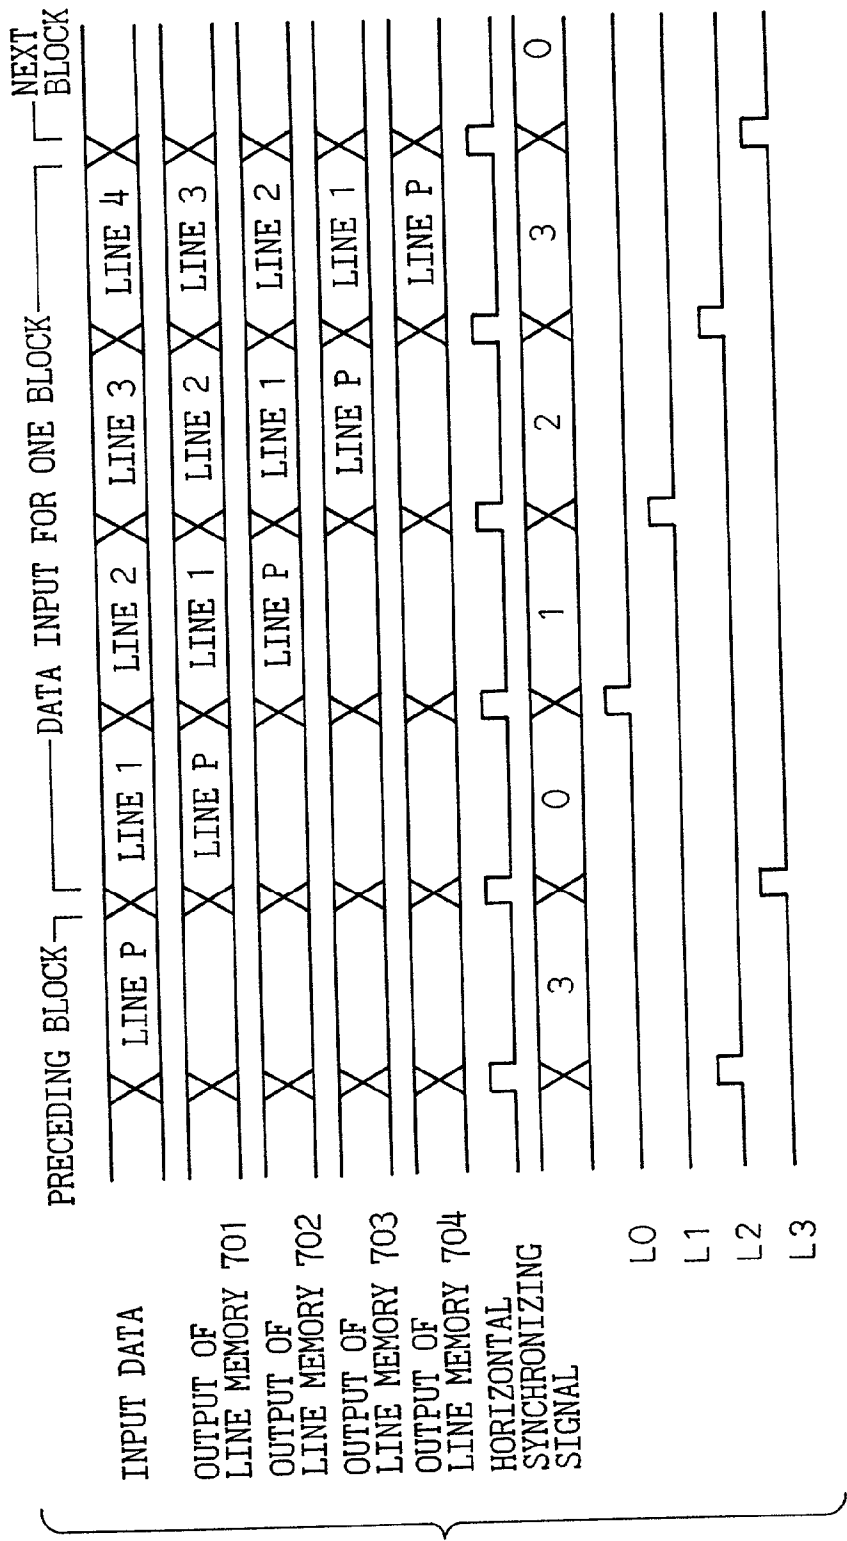 PRECEDING BLOCK
DATA INPUT FOR ONE BLOCK
NEXT
BLOCK
INPUT DATA
LINE P
LINE 1
LINE 2
LINE 3
LINE 4
OUTPUT OF
LINE MEMORY 701
LINE P
LINE 1
LINE 2
LINE 3
OUTPUT OF
LINE MEMORY 702
LINE P
LINE 1
LINE 2
OUTPUT OF
LINE MEMORY 703
LINE P
LINE 1
OUTPUT OF
LINE MEMORY 704
LINE P
HORIZONTAL
SYNCHRONIZING
SIGNAL
3
0
1
2
3
0
L0
L1
L2
L3